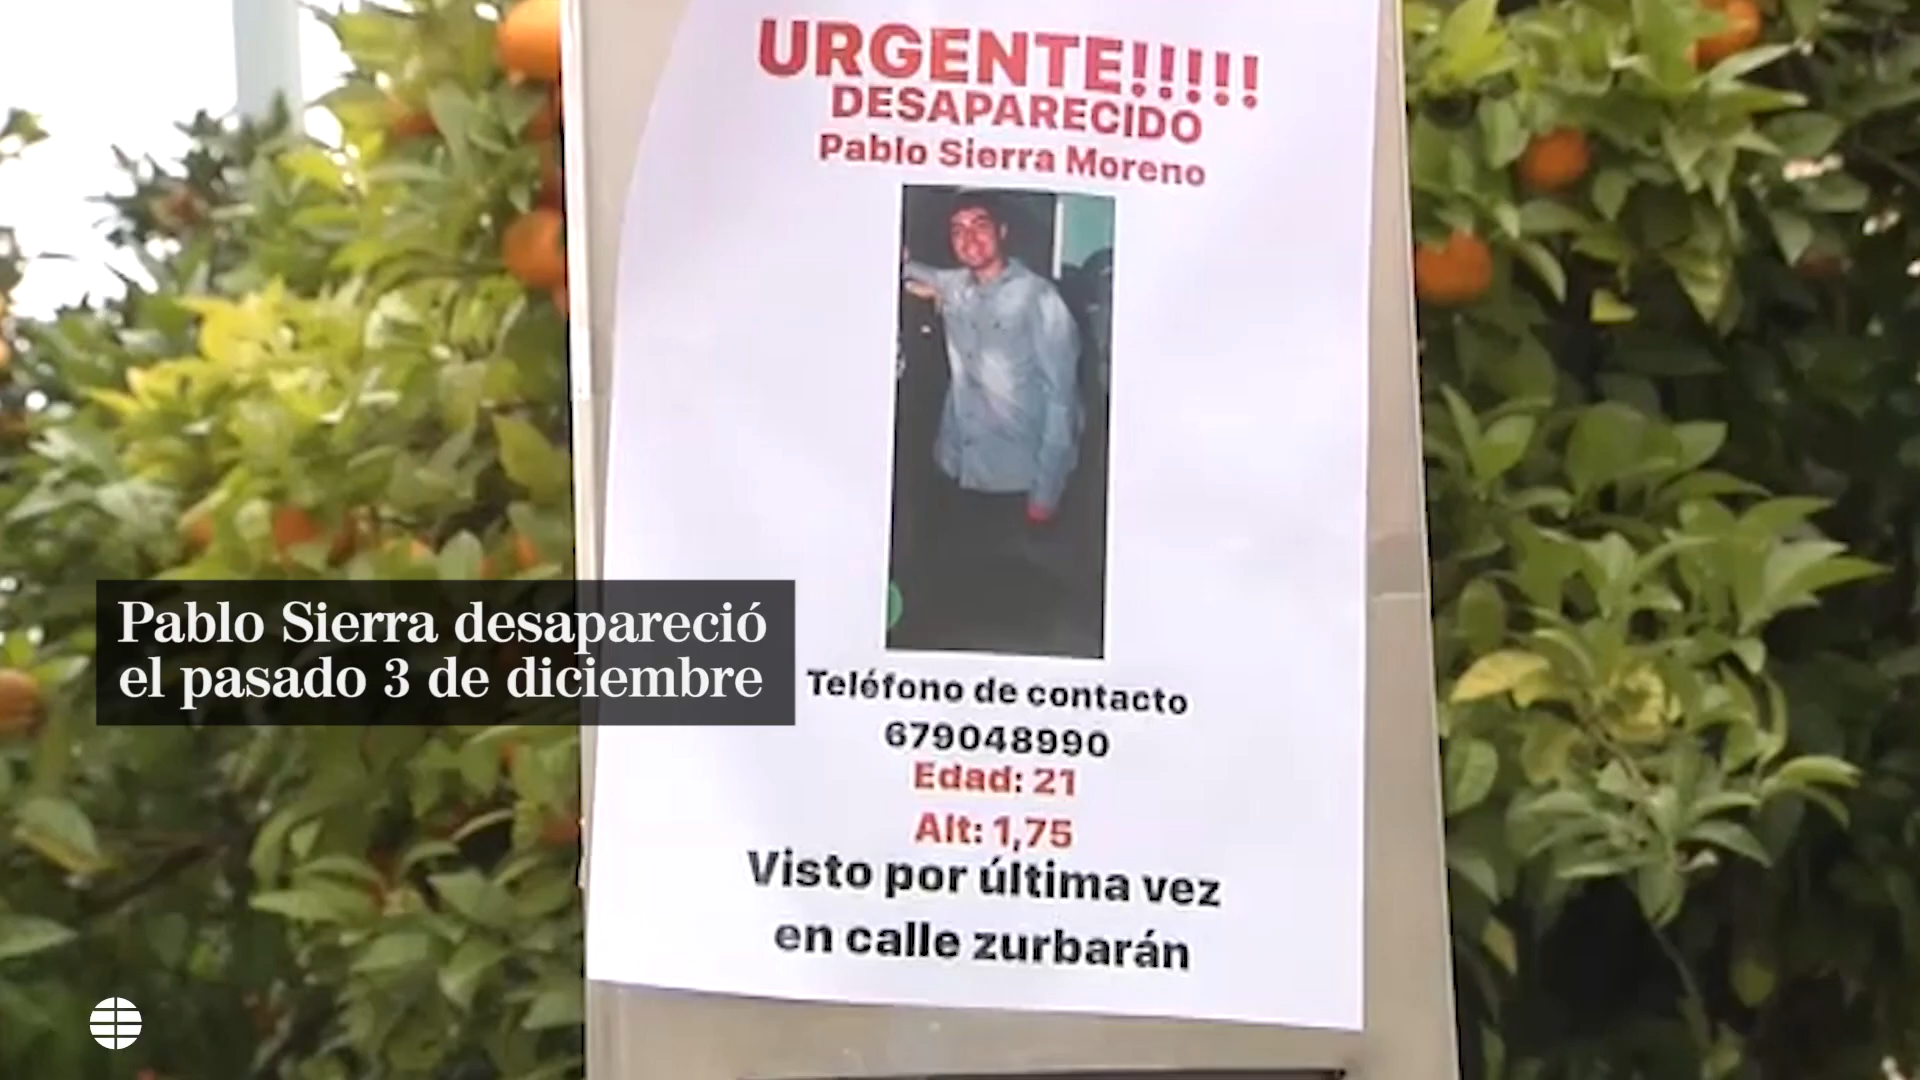 URGENTE!!!!!
DESAPARECIDO
Pablo Sierra Moreno
Pablo Sierra desapareció
el pasado 3 de diciembre
Teléfono de contacto
679048990
Edad: 21
Alt: 1,75
Visto por última vez
en calle zurbarán